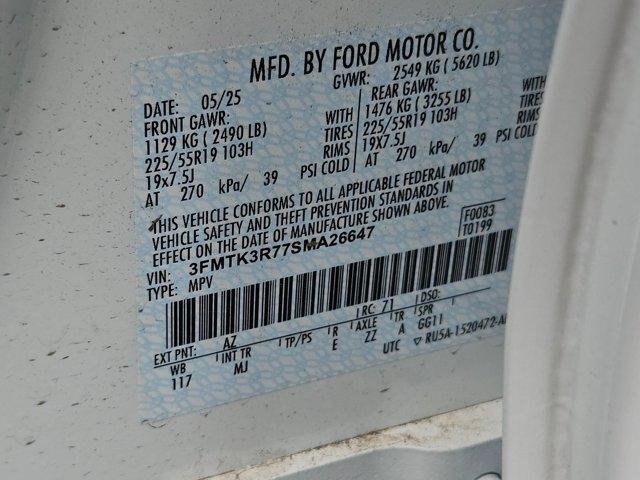 MFD. BY FORD MOTOR CO.
DATE: 05/25 GVWR: 2549 KG ( 5620 LB)
FRONT GAWR: REAR GAWR:
1129 KG ( 2490 LB) WITH 1476 KG ( 3255 LB) WITH
225/55R19 103H TIRES 225/55R19 103H TIRES
19x7.5J RIMS 19x7.5J RIMS
AT 270 kPa/ 39 PSI COLD AT 270 kPa/ 39 PSI COLD
THIS VEHICLE CONFORMS TO ALL APPLICABLE FEDERAL MOTOR
VEHICLE SAFETY AND THEFT PREVENTION STANDARDS IN
EFFECT ON THE DATE OF MANUFACTURE SHOWN ABOVE.
VIN: 3FMTK3R77SMA26647 F0083
TYPE: MPV T0199
EXT PNT: AZ RC: 71 DSO:
WB INT TR TP/PS R AXLE TR SPR
117 MJ E ZZ A GG11
UTC ▽ RU5A-1520472-A